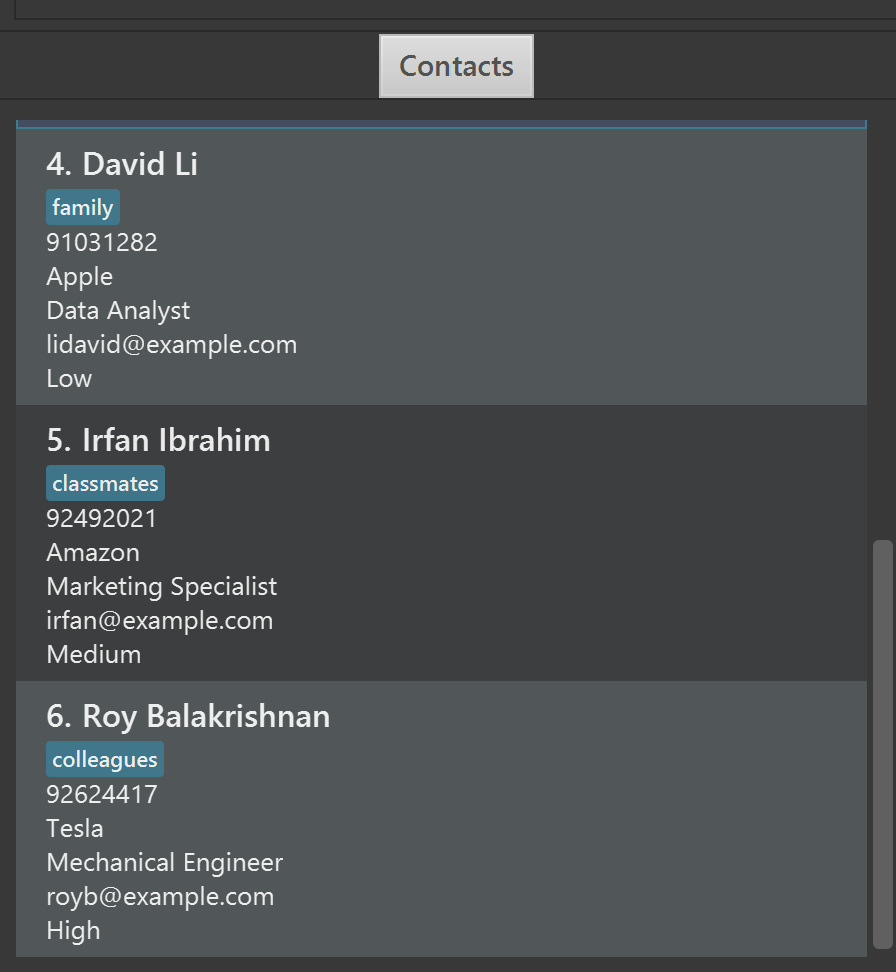 Contacts
4. David Li
family
91031282
Apple
Data Analyst
lidavid@example.com
Low
5. Irfan Ibrahim
classmates
92492021
Amazon
Marketing Specialist
irfan@example.com
Medium
6. Roy Balakrishnan
colleagues
92624417
Tesla
Mechanical Engineer
royb@example.com
High